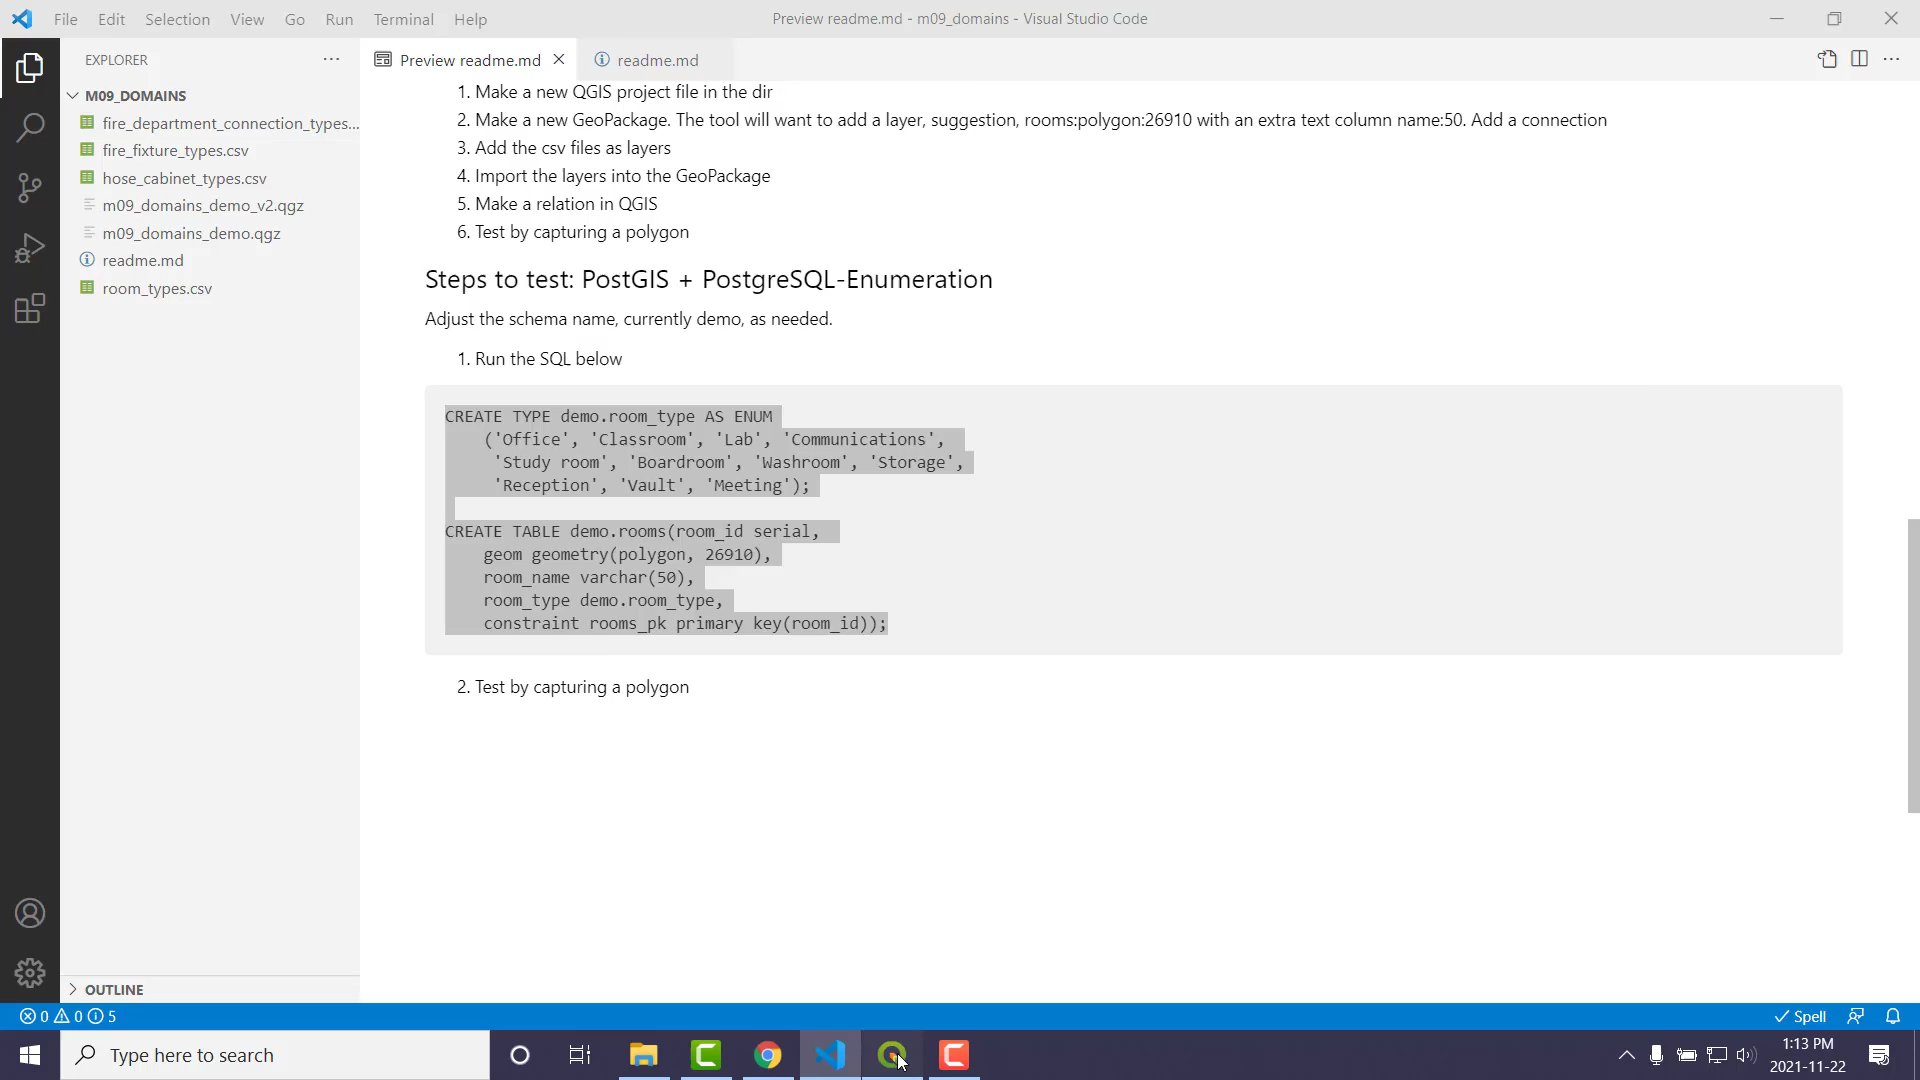 File Edit Selection View Go Run Terminal Help
Preview readme.md - m09_domains - Visual Studio Code
EXPLORER
Preview readme.md
readme.md
M09_DOMAINS
fire_department_connection_types...
fire_fixture_types.csv
hose_cabinet_types.csv
m09_domains_demo_v2.qgz
m09_domains_demo.qgz
readme.md
room_types.csv
1. Make a new QGIS project file in the dir
2. Make a new GeoPackage. The tool will want to add a layer, suggestion, rooms:polygon:26910 with an extra text column name:50. Add a connection
3. Add the csv files as layers
4. Import the layers into the GeoPackage
5. Make a relation in QGIS
6. Test by capturing a polygon
Steps to test: PostGIS + PostgreSQL-Enumeration
Adjust the schema name, currently demo, as needed.
1. Run the SQL below
CREATE TYPE demo.room_type AS ENUM
('Office', 'Classroom', 'Lab', 'Communications',
'Study room', 'Boardroom', 'Washroom', 'Storage',
'Reception', 'Vault', 'Meeting');
CREATE TABLE demo.rooms(room_id serial,
geom geometry(polygon, 26910),
room_name varchar(50),
room_type demo.room_type,
constraint rooms_pk primary key(room_id));
2. Test by capturing a polygon
OUTLINE
0 0 5
Spell
Type here to search
1:13 PM
2021-11-22